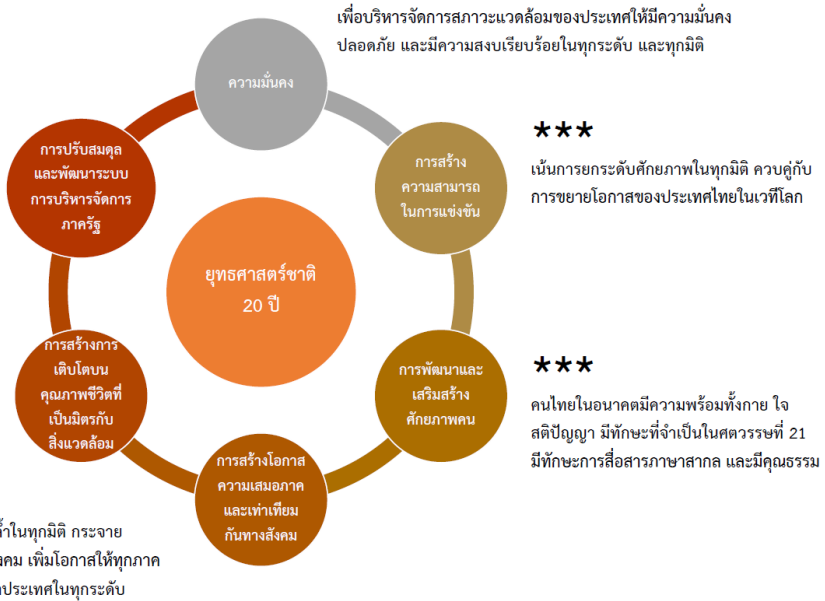 เพื่อบริหารจัดการสภาวะแวดล้อมของประเทศให้มีความมั่นคง
ปลอดภัย และมีความสงบเรียบร้อยในทุกระดับ และทุกมิติ
ความมั่นคง
***
เน้นการยกระดับศักยภาพในทุกมิติ ควบคู่กับ
การขยายโอกาสของประเทศไทยในเวทีโลก
การสร้าง
ความสามารถ
ในการแข่งขัน
การปรับสมดุล
และพัฒนาระบบ
การบริหารจัดการ
ภาครัฐ
ยุทธศาสตร์ชาติ
20 ปี
การสร้างการ
เติบโตบน
คุณภาพชีวิตที่
เป็นมิตรกับ
สิ่งแวดล้อม
การพัฒนาและ
เสริมสร้าง
ศักยภาพคน
***
คนไทยในอนาคตมีความพร้อมทั้งกาย ใจ
สติปัญญา มีทักษะที่จำเป็นในศตวรรษที่ 21
มีทักษะการสื่อสารภาษาสากล และมีคุณธรรม
การสร้างโอกาส
ความเสมอภาค
และเท่าเทียม
กันทางสังคม
ในทุกมิติ กระจาย
เพิ่มโอกาสให้ทุกภาค
ประเทศในทุกระดับ